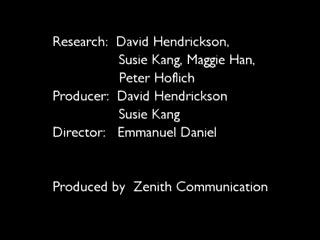 Research: David Hendrickson,
Susie Kang, Maggie Han,
Peter Hoflich
Producer: David Hendrickson
Susie Kang
Director: Emmanuel Daniel
Produced by Zenith Communication